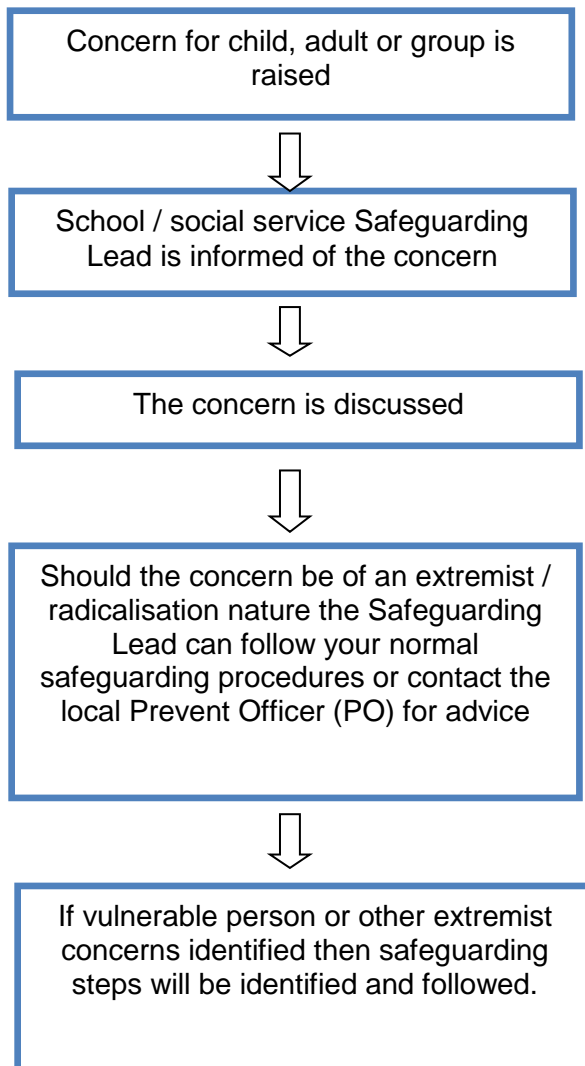 Concern for child, adult or group is
raised
School / social service Safeguarding
Lead is informed of the concern
The concern is discussed
Should the concern be of an extremist /
radicalisation nature the Safeguarding
Lead can follow your normal
safeguarding procedures or contact the
local Prevent Officer (PO) for advice
If vulnerable person or other extremist
concerns identified then safeguarding
steps will be identified and followed.